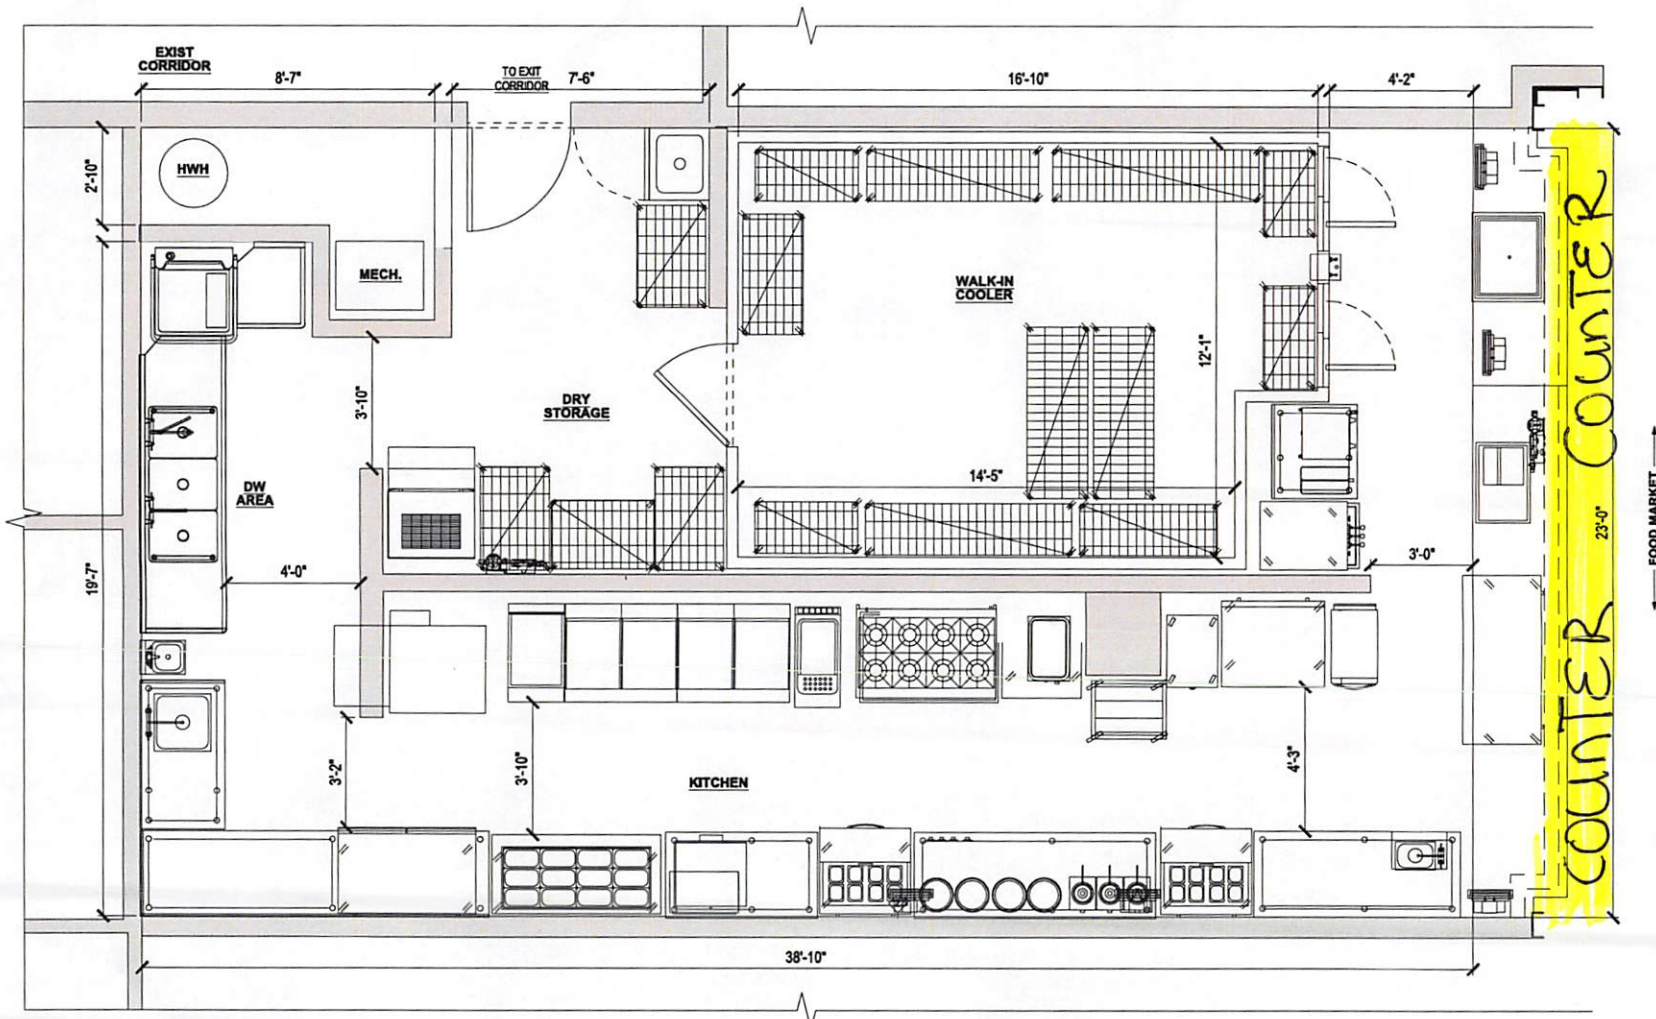 EXIST
CORRIDOR
8'-7"
TO EXIT
CORRIDOR
7'-6"
16'-10"
4'-2"
HWH
2'-10"
MECH.
WALK-IN
COOLER
12'-1"
3'-10"
DRY
STORAGE
14'-5"
DW
AREA
4'-0"
19'-7"
3'-0"
23'-0"
FOOD MARKET
COUNTER COUNTER
3'-2"
3'-10"
KITCHEN
4'-3"
38'-10"